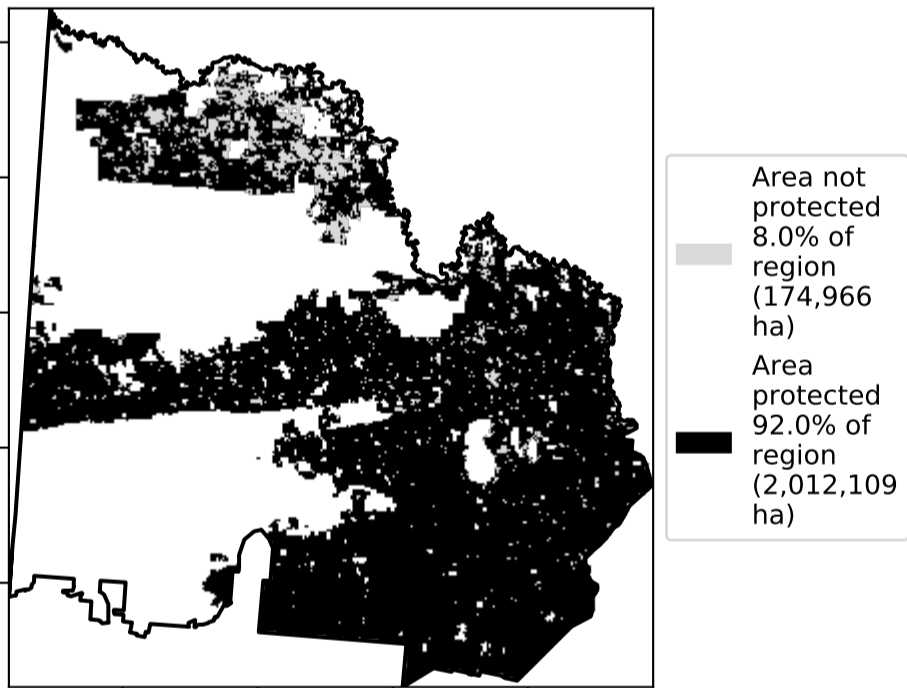 Area not
protected
8.0% of
region
(174,966
ha)
Area
protected
92.0% of
region
(2,012,109
ha)